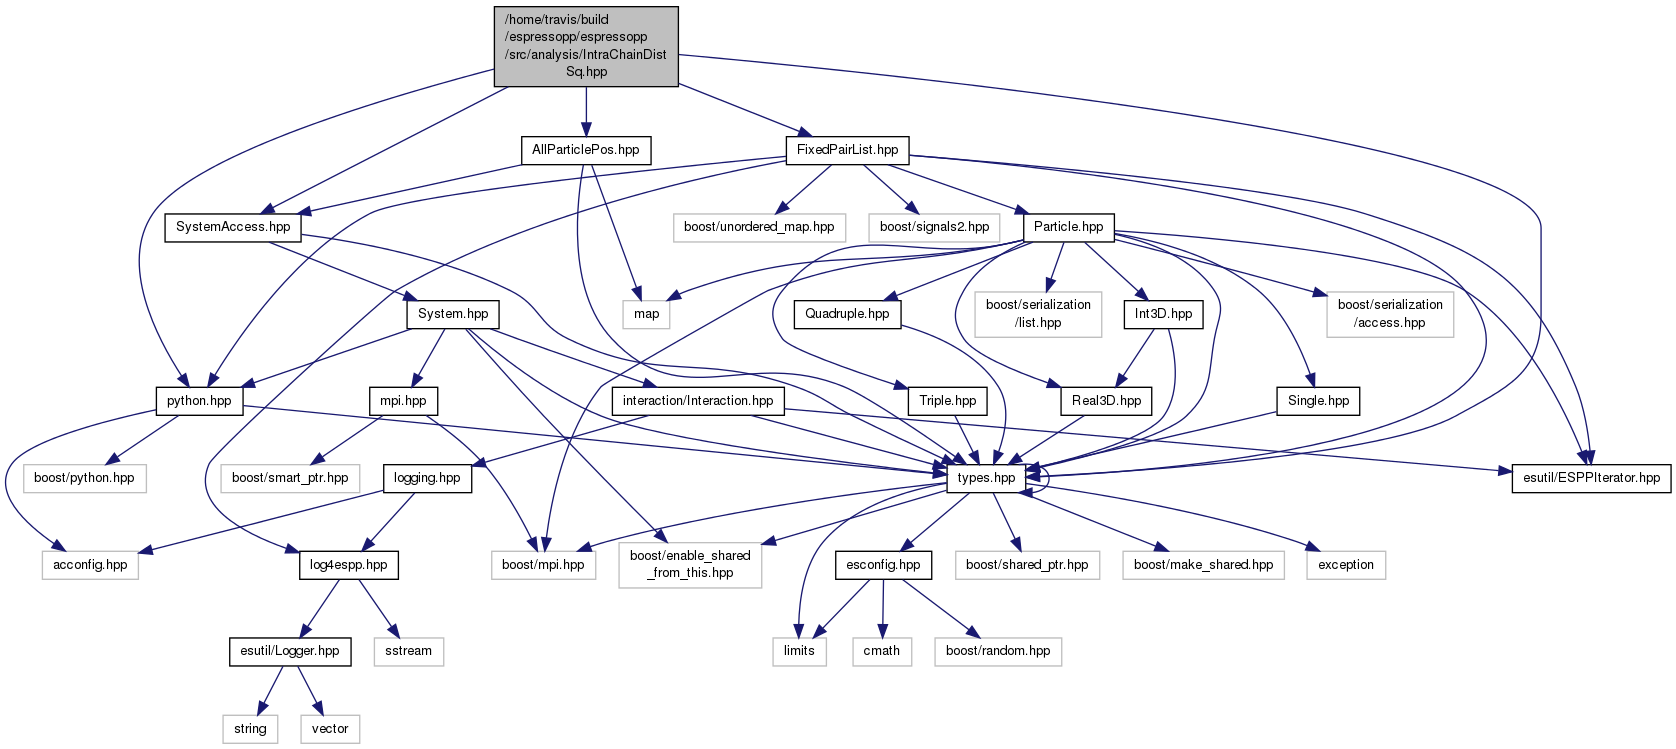 /home/travis/build
/espressopp/espressopp
/src/analysis/IntraChainDist
Sq.hpp
AllParticlePos.hpp
FixedPairList.hpp
SystemAccess.hpp
boost/unordered_map.hpp
boost/signals2.hpp
Particle.hpp
System.hpp
map
Quadruple.hpp
boost/serialization
/list.hpp
Int3D.hpp
boost/serialization
/access.hpp
python.hpp
mpi.hpp
interaction/Interaction.hpp
Triple.hpp
Real3D.hpp
Single.hpp
boost/python.hpp
boost/smart_ptr.hpp
logging.hpp
types.hpp
esutil/ESPPIterator.hpp
acconfig.hpp
log4espp.hpp
boost/mpi.hpp
boost/enable_shared
_from_this.hpp
esconfig.hpp
boost/shared_ptr.hpp
boost/make_shared.hpp
exception
esutil/Logger.hpp
sstream
limits
cmath
boost/random.hpp
string
vector